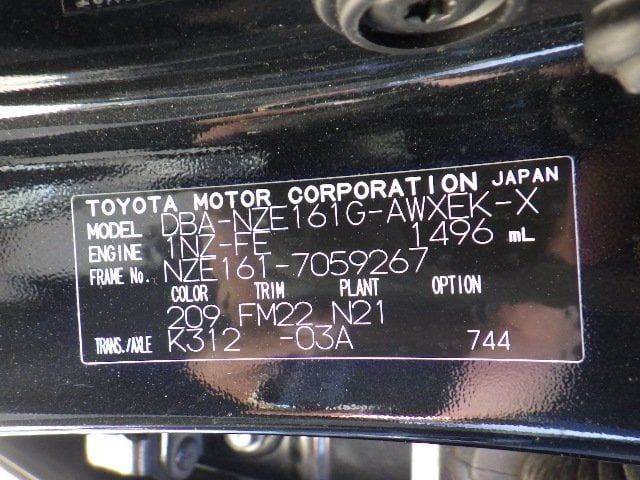 TOYOTA MOTOR CORPORATION JAPAN
MODEL DBA-NZE161G-AWXEK-X
ENGINE 1NZ-FE 1496 mL
FRAME No. NZE161-7059267
COLOR TRIM PLANT OPTION
209 FM22 N21
TRANS./AXLE K312 -03A 744